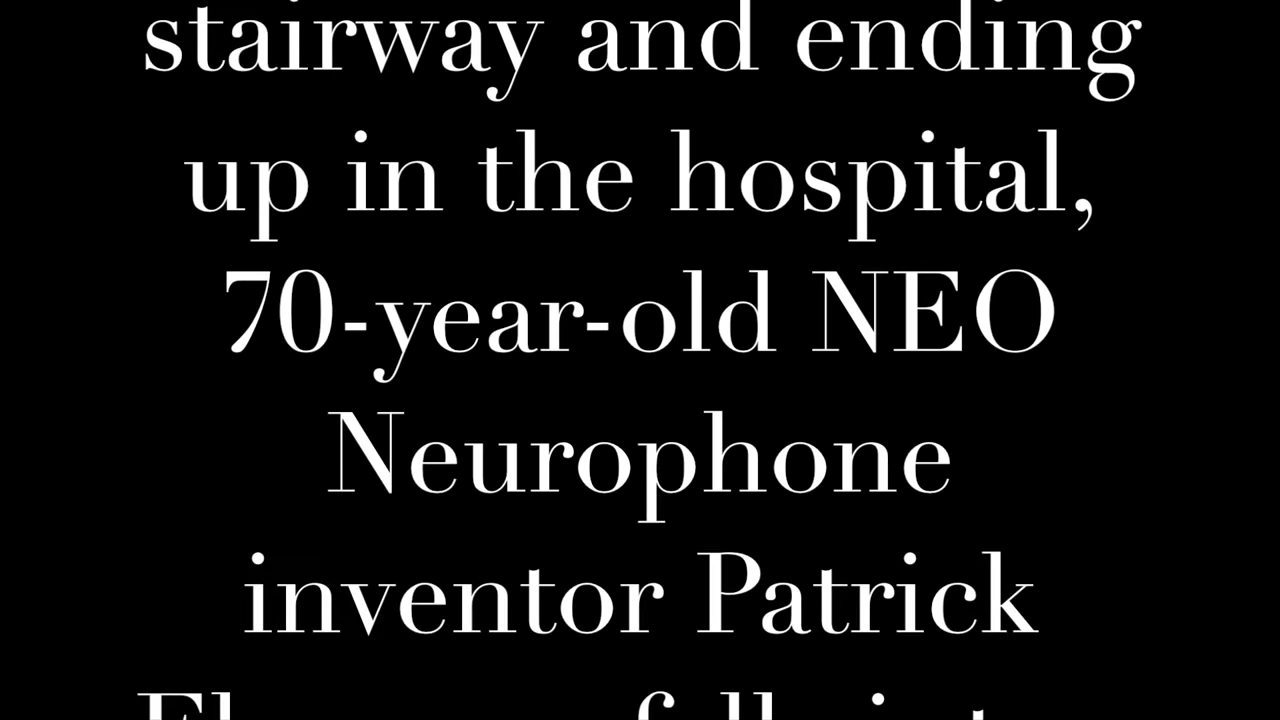 stairway and ending
up in the hospital,
70-year-old NEO
Neurophone
inventor Patrick